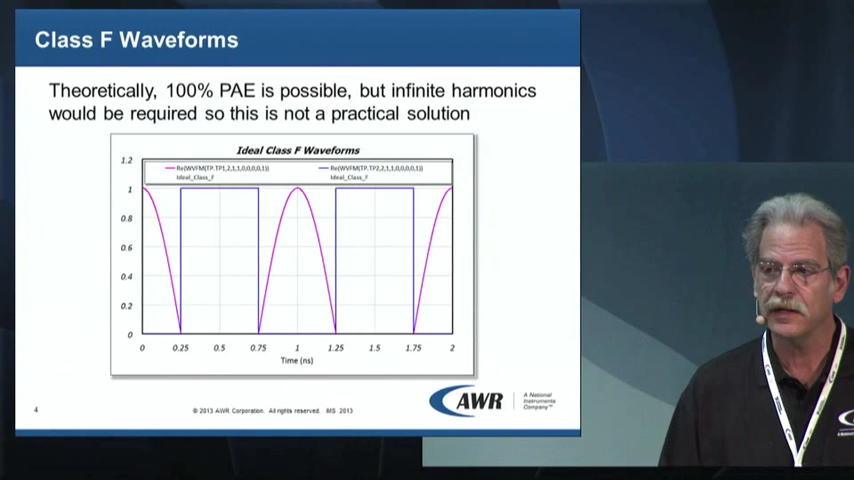 Class F Waveforms
Theoretically, 100% PAE is possible, but infinite harmonics
would be required so this is not a practical solution
Ideal Class F Waveforms
Re(WVFM(TP.TP1,2,1,1,0,0,0,0,1)) Re(WVFM(TP.TP2,2,1,1,0,0,0,0,1))
Ideal_Class_F Ideal_Class_F
1.2
1
0.8
0.6
0.4
0.2
0
0 0.25 0.5 0.75 1 1.25 1.5 1.75 2
Time (ns)
4
© 2013 AWR Corporation. All rights reserved. IMS 2013
AWR
A National
Instruments
Company™